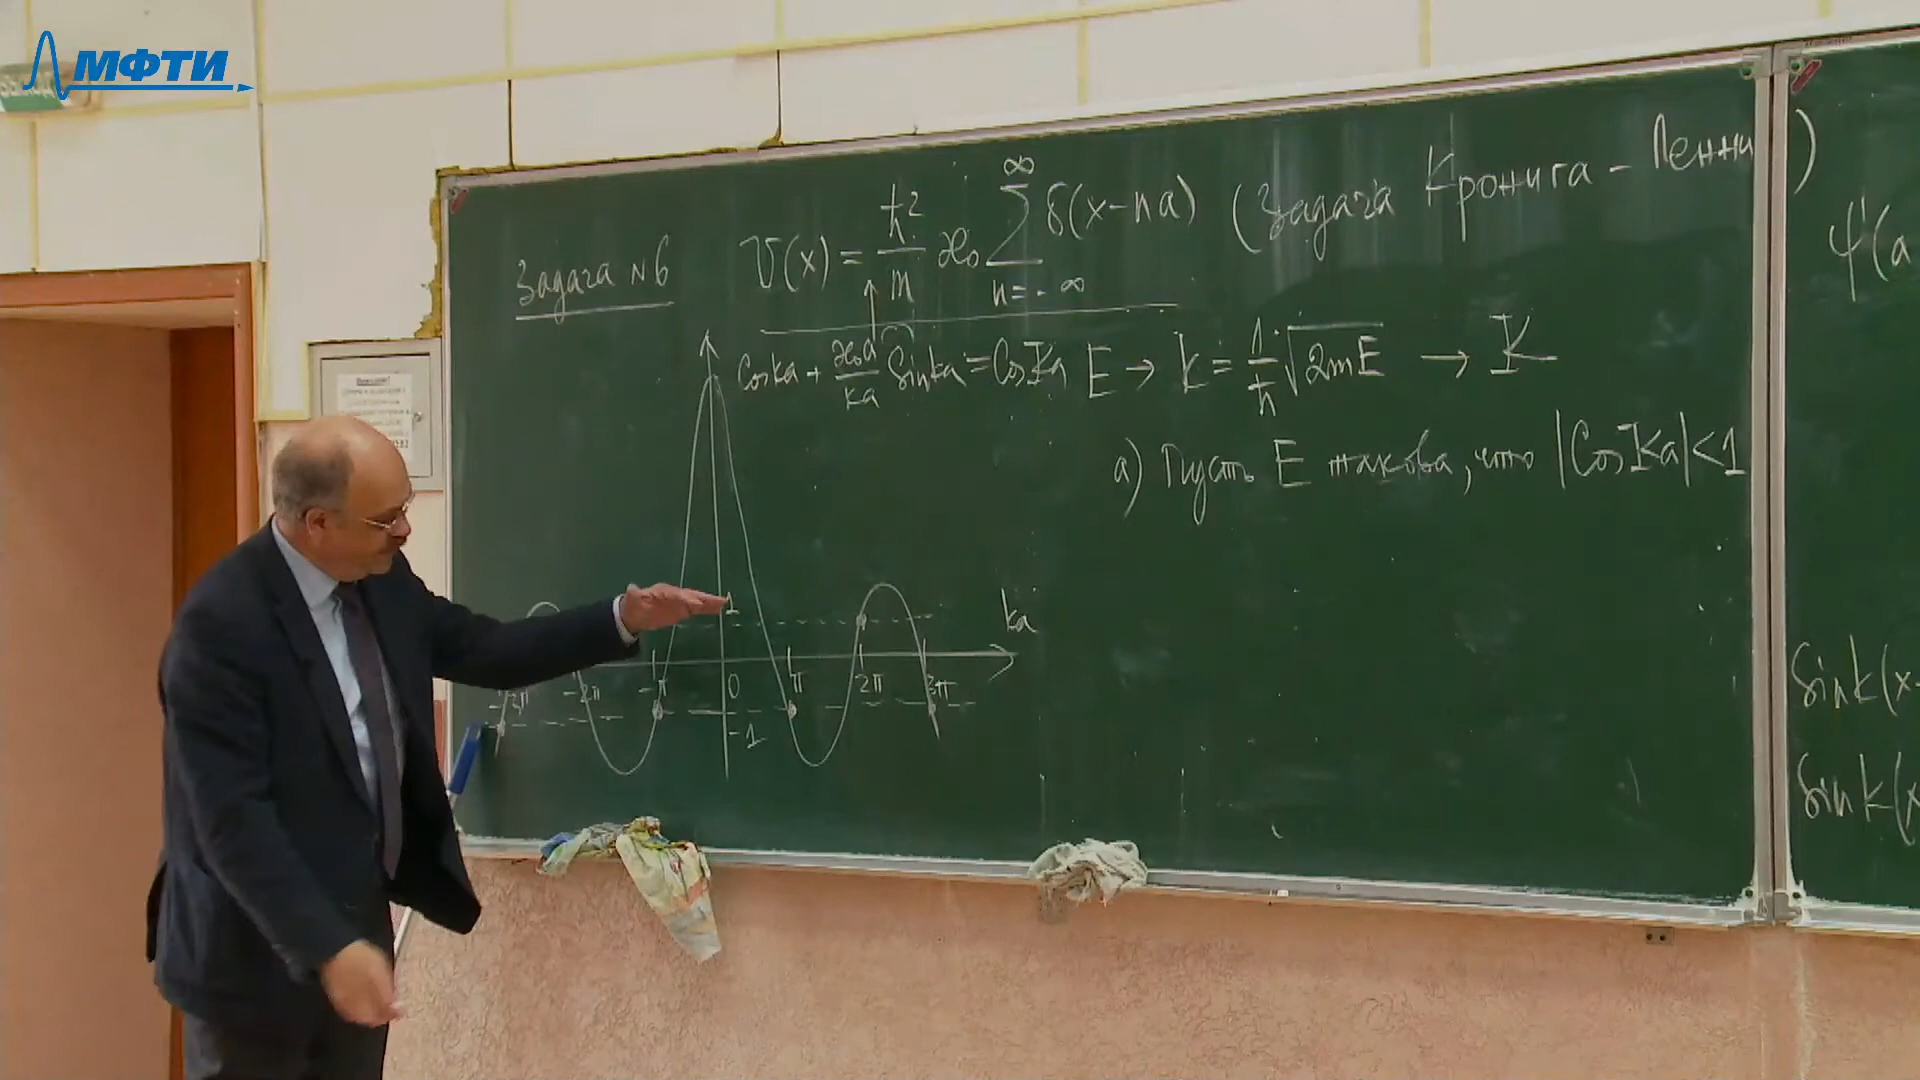 МФТИ
ВЫХОД
Задача №6
V(x) = ħ²/m ϰ₀ ∑_{n=-∞}^{∞} δ(x-na) (Задача Кронига - Пенни)
cos ka + ϰ₀a/ka sin ka = cos Ka E → k = 1/ħ √2mE → K
а) Пусть E такова, что |Cos Ka| < 1
1
ka
-2π
-π
0
π
2π
3π
-1
ψ'(a
Sin k(x-
Sin k(x